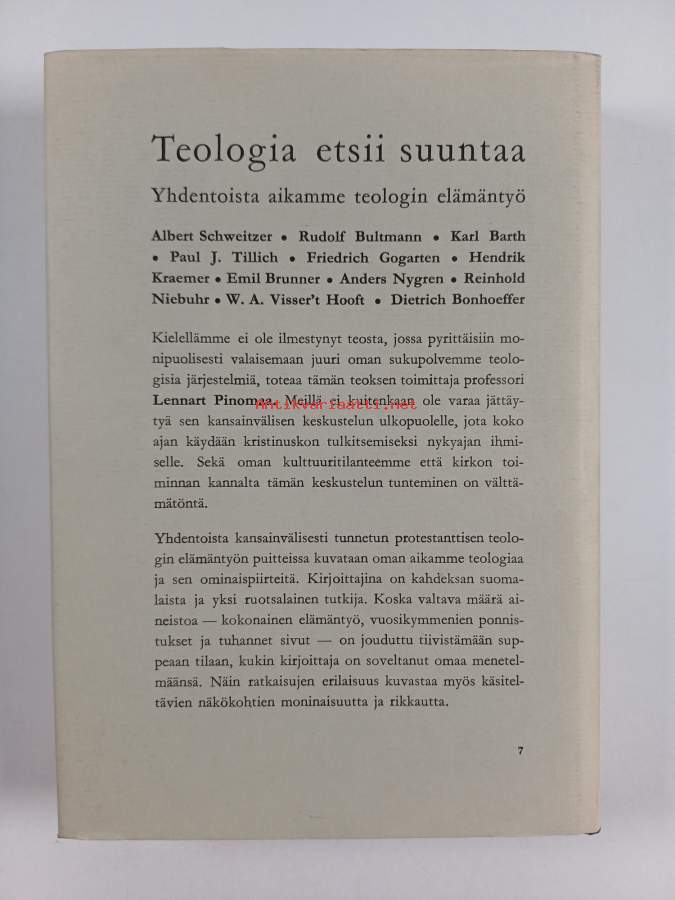 Teologia etsii suuntaa
Yhdentoista aikamme teologin elämäntyö
Albert Schweitzer • Rudolf Bultmann • Karl Barth
• Paul J. Tillich • Friedrich Gogarten • Hendrik
Kraemer • Emil Brunner • Anders Nygren • Reinhold
Niebuhr • W. A. Visser't Hooft • Dietrich Bonhoeffer
Kielellämme ei ole ilmestynyt teosta, jossa pyrittäisiin mo-
nipuolisesti valaisemaan juuri oman sukupolvemme teolo-
gisia järjestelmiä, toteaa tämän teoksen toimittaja professori
Lennart Pinomaa. Meillä ei kuitenkaan ole varaa jättäy-
Antikvariaatti.net
tyä sen kansainvälisen keskustelun ulkopuolelle, jota koko
ajan käydään kristinuskon tulkitsemiseksi nykyajan ihmi-
selle. Sekä oman kulttuuritilanteemme että kirkon toi-
minnan kannalta tämän keskustelun tunteminen on välttä-
mätöntä.
Yhdentoista kansainvälisesti tunnetun protestanttisen teolo-
gin elämäntyön puitteissa kuvataan oman aikamme teologiaa
ja sen ominaispiirteitä. Kirjoittajina on kahdeksan suoma-
laista ja yksi ruotsalainen tutkija. Koska valtava määrä ai-
neistoa — kokonainen elämäntyö, vuosikymmenien ponnis-
tukset ja tuhannet sivut — on jouduttu tiivistämään sup-
peaan tilaan, kukin kirjoittaja on soveltanut omaa menetel-
määnsä. Näin ratkaisujen erilaisuus kuvastaa myös käsitel-
tävien näkökohtien moninaisuutta ja rikkautta.
7